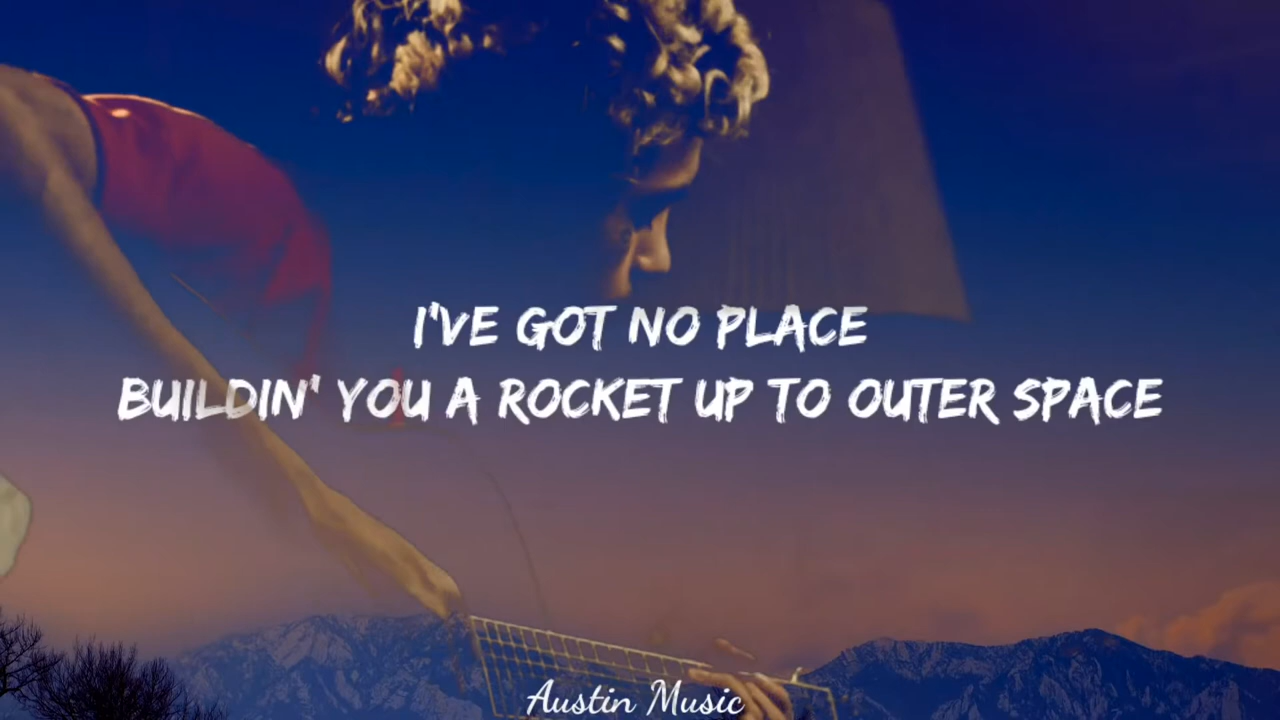 I'VE GOT NO PLACE
BUILDIN' YOU A ROCKET UP TO OUTER SPACE
Austin Music